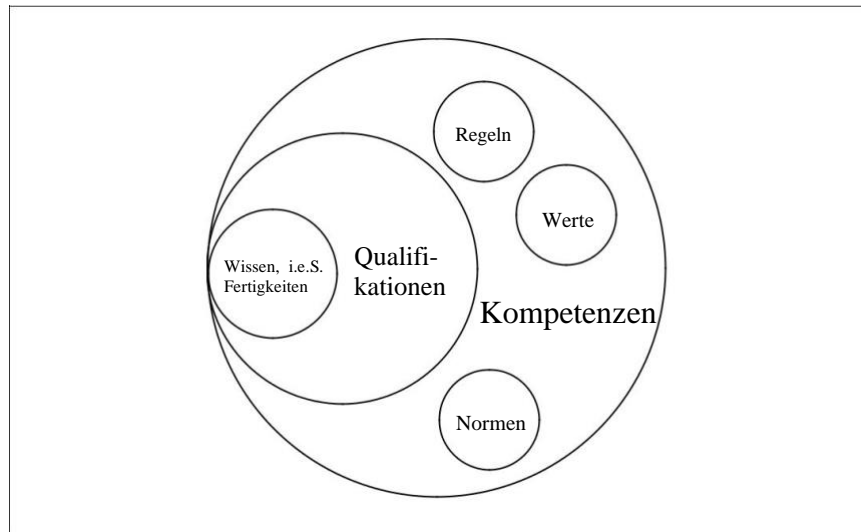 Regeln
Werte
Wissen, i.e.S.
Fertigkeiten
Qualifi-
kationen
Kompetenzen
Normen